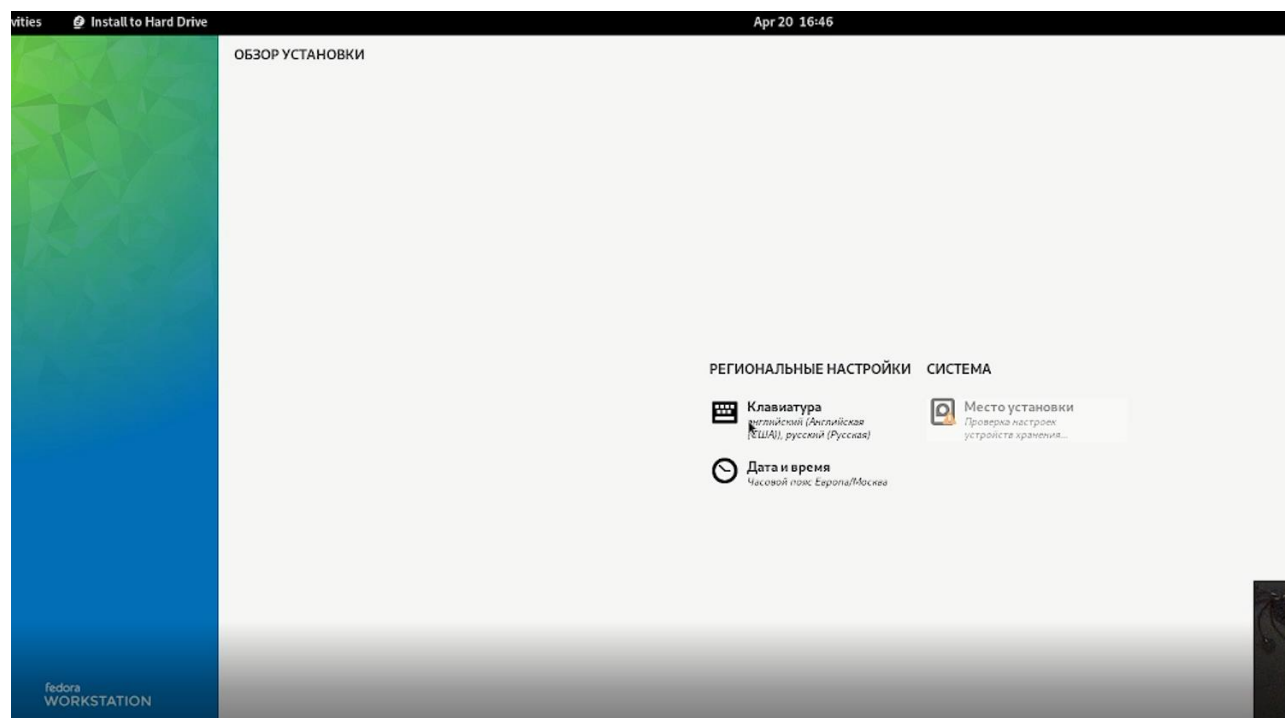 vities Install to Hard Drive Apr 20 16:46
ОБЗОР УСТАНОВКИ
РЕГИОНАЛЬНЫЕ НАСТРОЙКИ СИСТЕМА
Клавиатура
английский (Английская
(США)), русский (Русская)
Дата и время
Часовой пояс Европа/Москва
Место установки
Проверка настроек
устройств хранения...
fedora
WORKSTATION